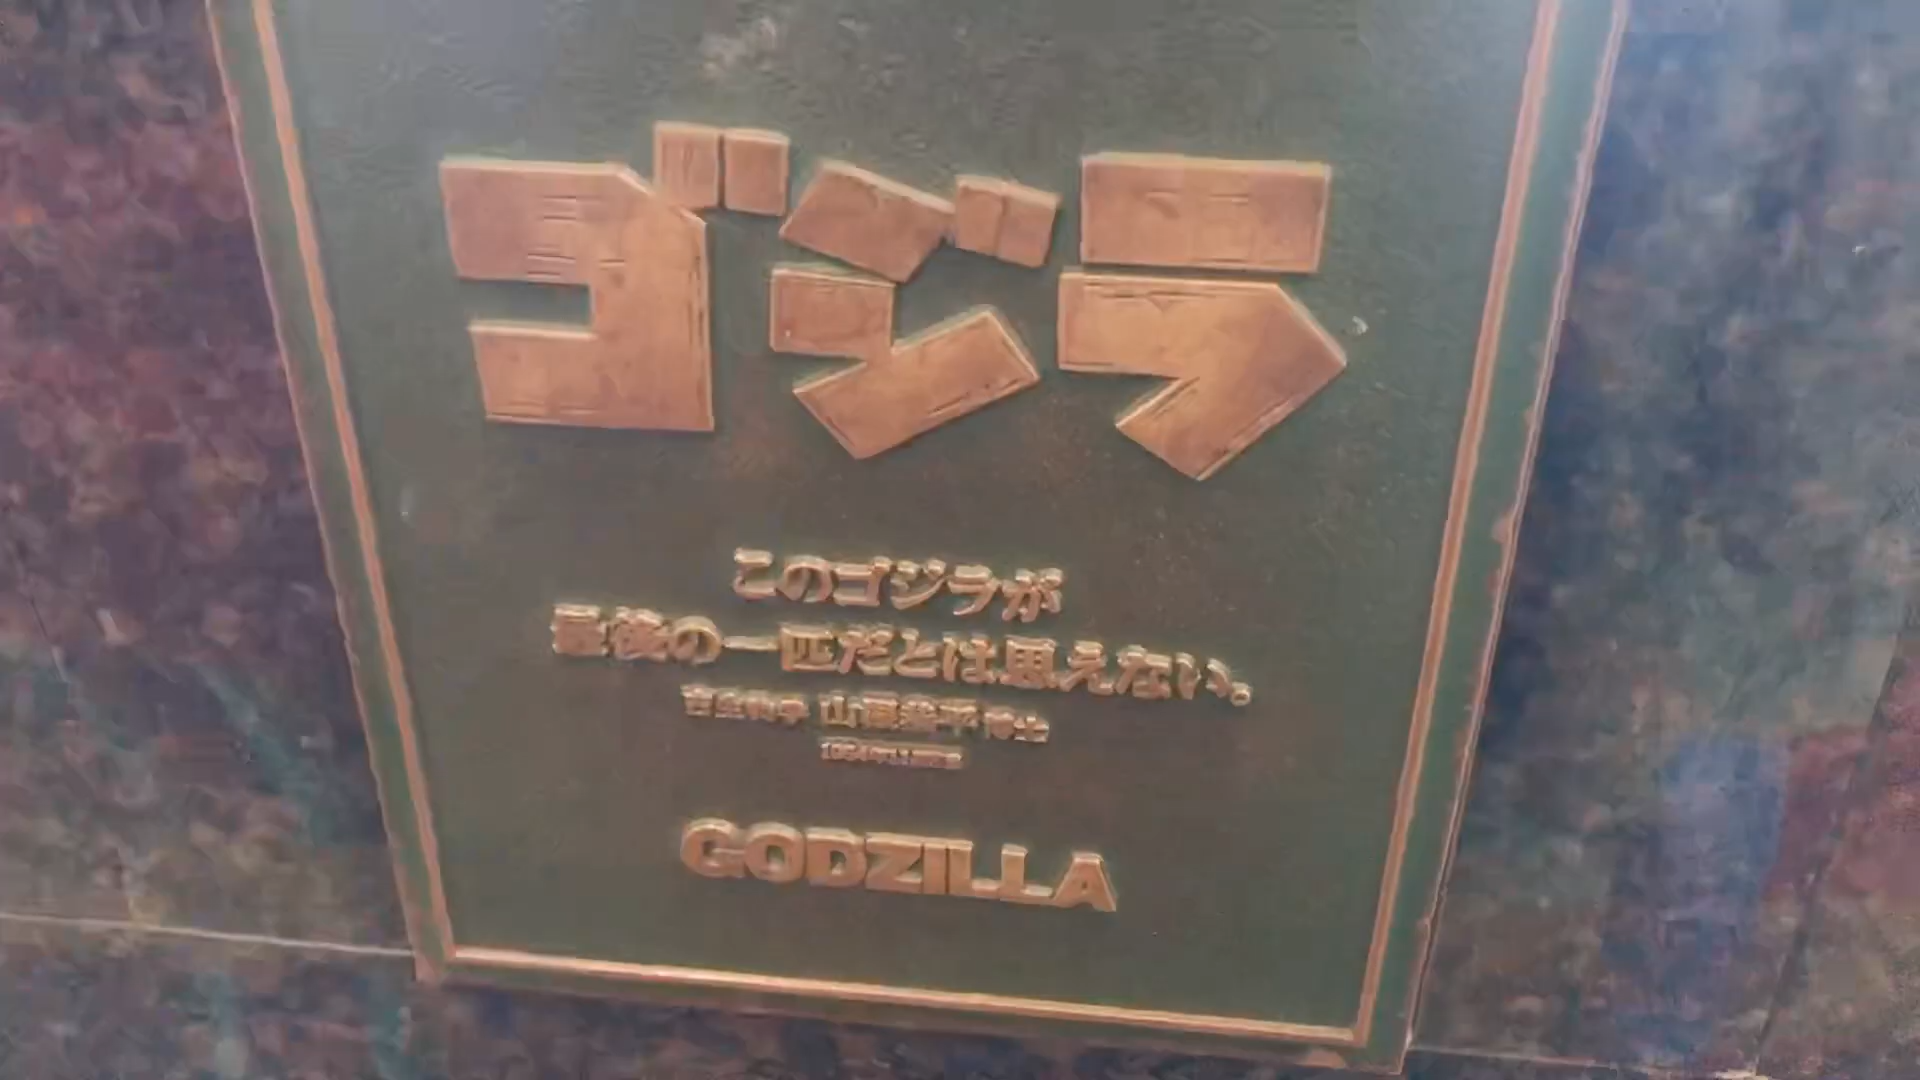 ゴジラ
このゴジラが
最後の一匹だとは思えない。
古生物学 山根恭平 博士
GODZILLA